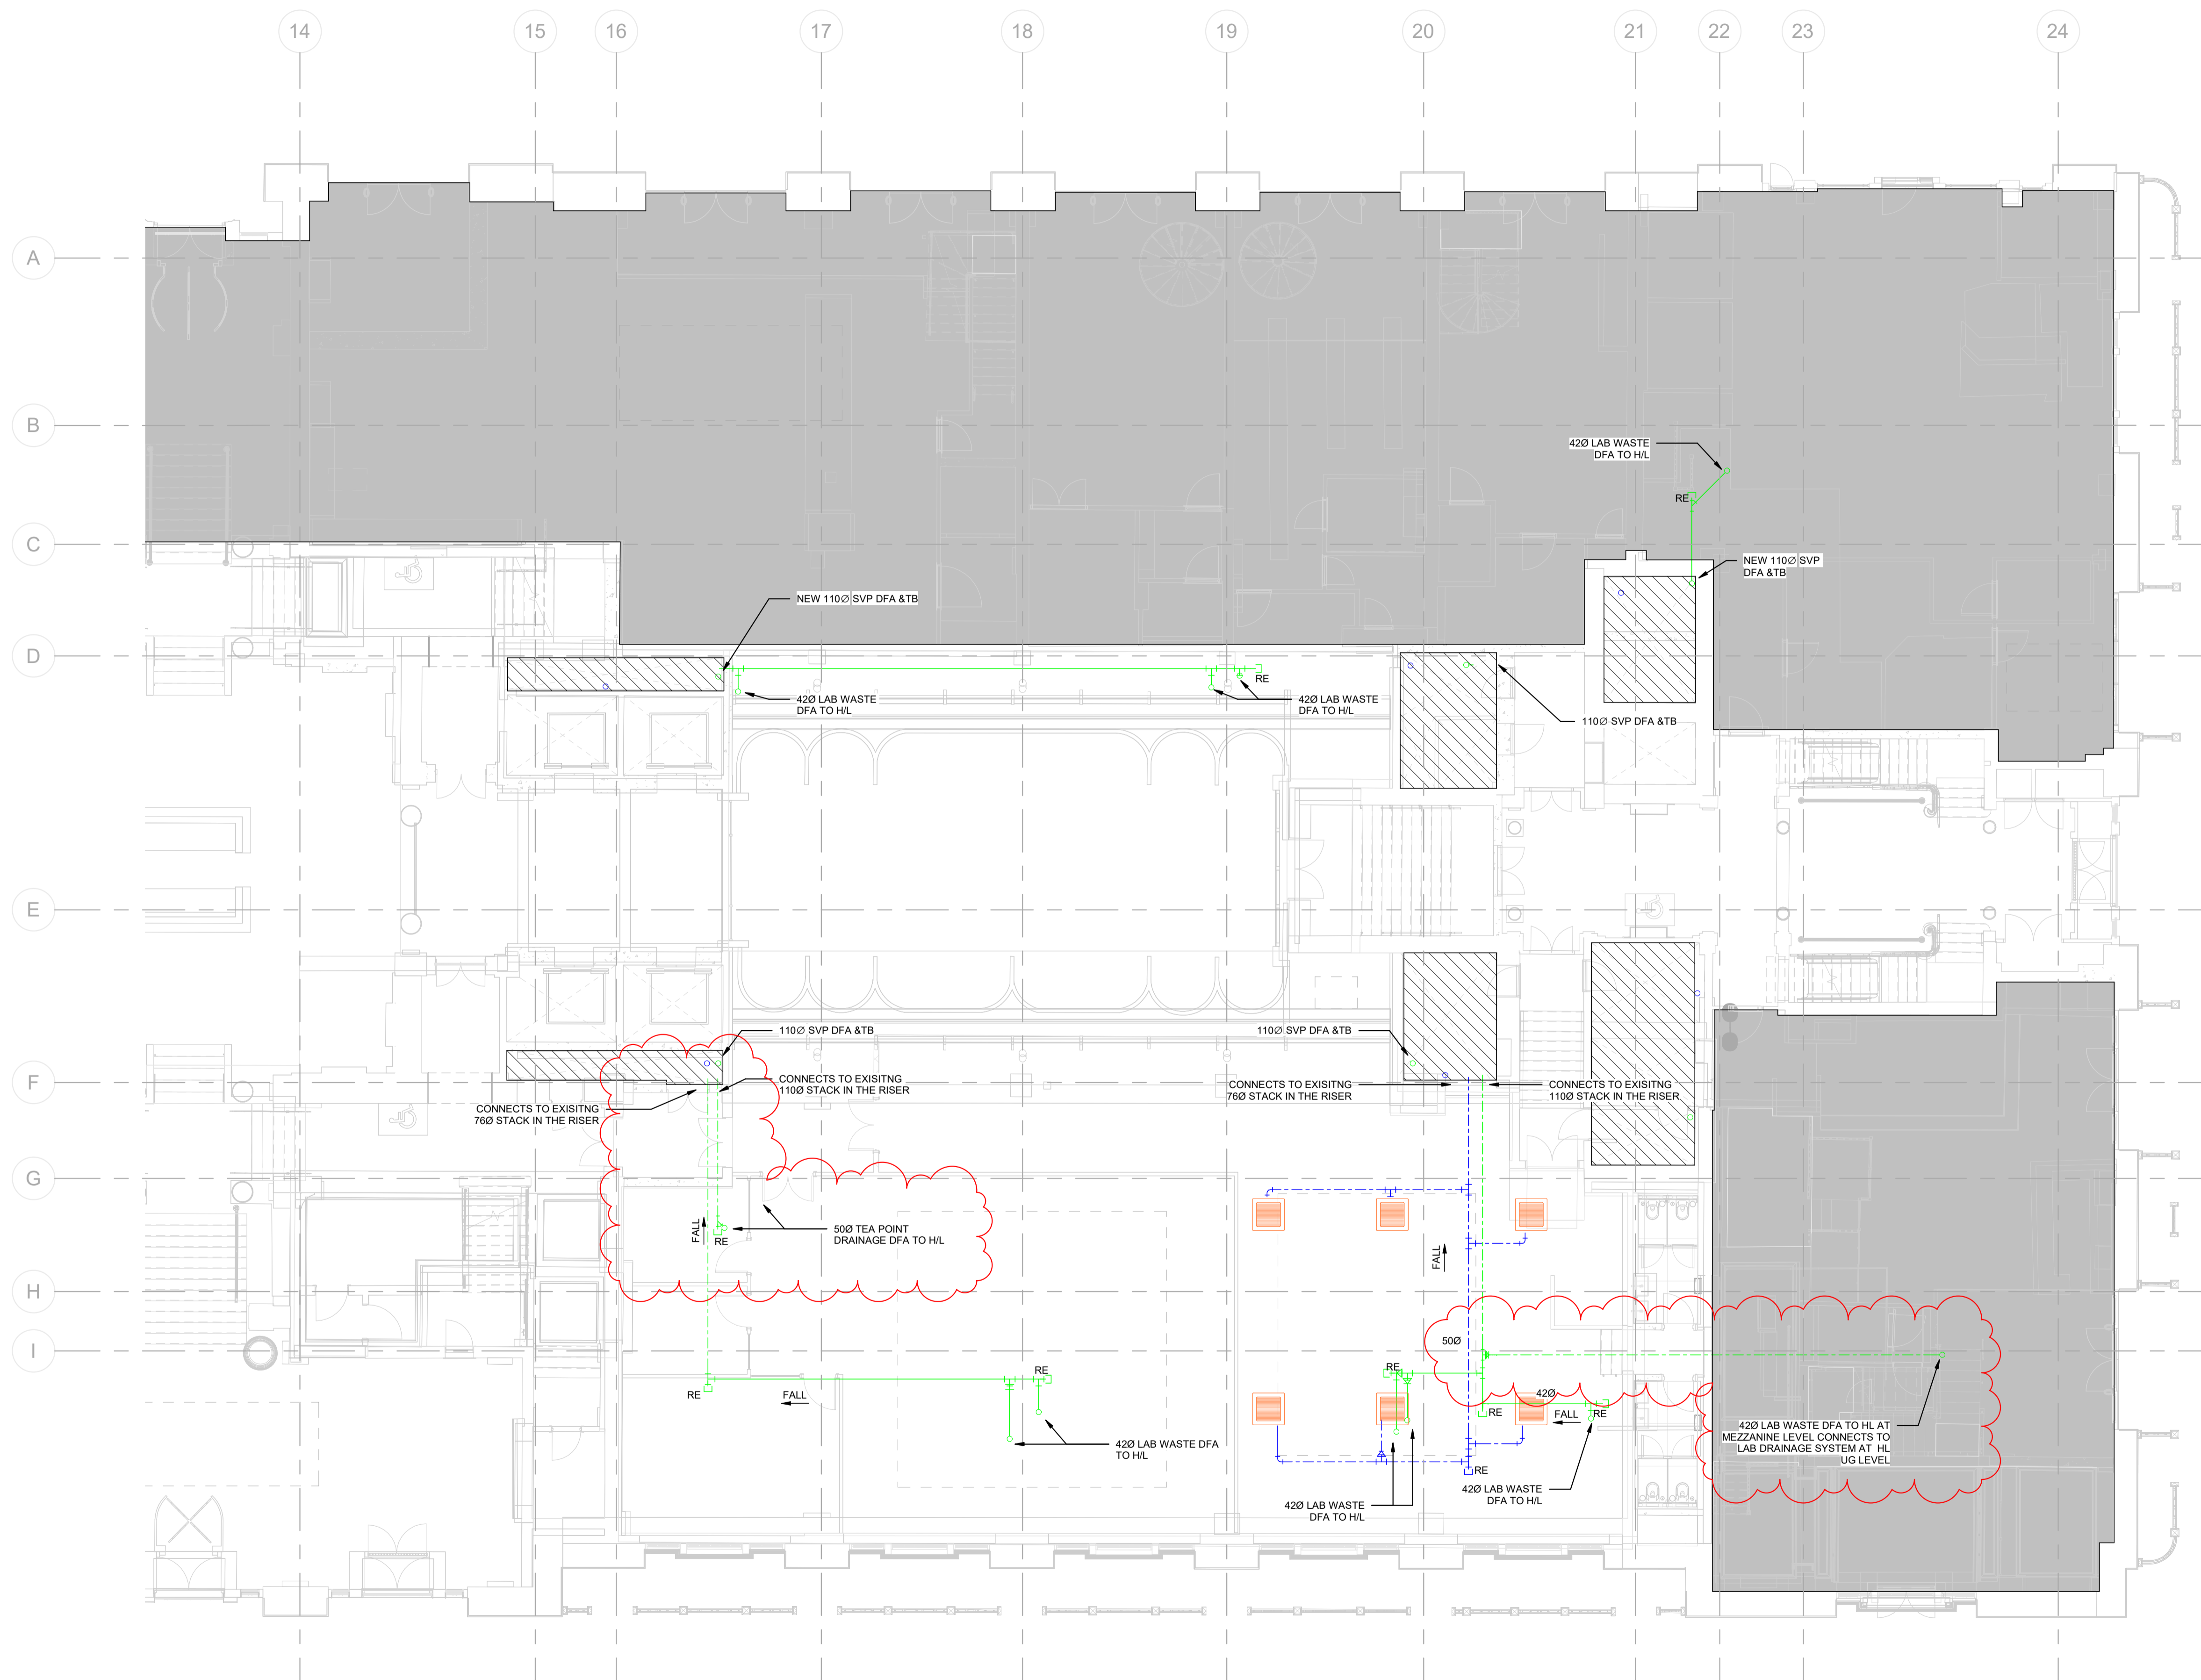 14
15
16
17
18
19
20
21
22
23
24
A
B
42Ø LAB WASTE
DFA TO H/L
RE
C
NEW 110Ø SVP
DFA &TB
NEW 110Ø SVP DFA &TB
D
RE
42Ø LAB WASTE
DFA TO H/L
42Ø LAB WASTE
DFA TO H/L
110Ø SVP DFA &TB
E
110Ø SVP DFA &TB
110Ø SVP DFA &TB
F
CONNECTS TO EXISITNG
110Ø STACK IN THE RISER
CONNECTS TO EXISITNG
76Ø STACK IN THE RISER
CONNECTS TO EXISITNG
110Ø STACK IN THE RISER
CONNECTS TO EXISITNG
76Ø STACK IN THE RISER
G
FALL
50Ø TEA POINT
DRAINAGE DFA TO H/L
RE
FALL
H
50Ø
I
RE
RE
RE
FALL
42Ø
RE
FALL
RE
42Ø LAB WASTE DFA TO HL AT
MEZZANINE LEVEL CONNECTS TO
LAB DRAINAGE SYSTEM AT HL
UG LEVEL
42Ø LAB WASTE DFA
TO H/L
RE
42Ø LAB WASTE
DFA TO H/L
42Ø LAB WASTE
DFA TO H/L